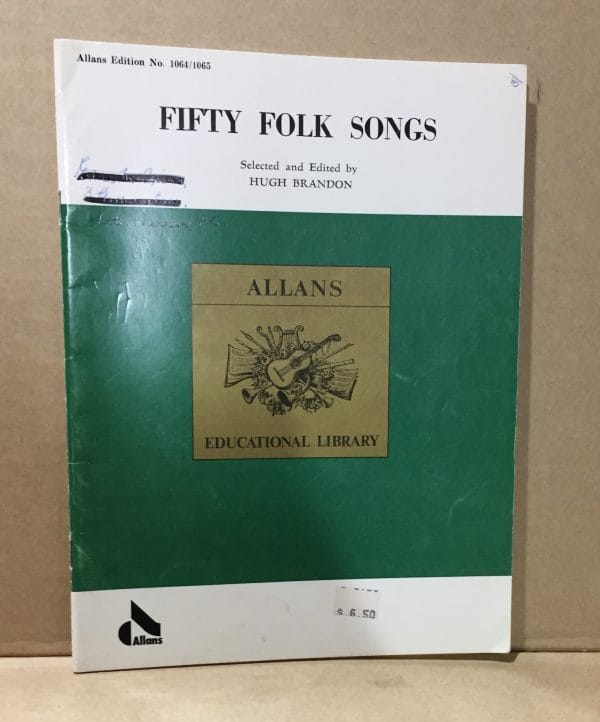 Allans Edition No. 1064/1065
FIFTY FOLK SONGS
Selected and Edited by
HUGH BRANDON
ALLANS
EDUCATIONAL LIBRARY
$ 6.50
Allans